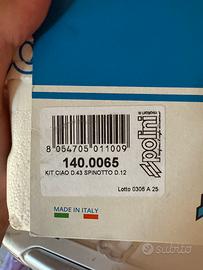 polini
8 054705 011009
140.0065
KIT CIAO D.43 SPINOTTO D.12
Lotto 0306 A 25
MADE IN ITALY
subito